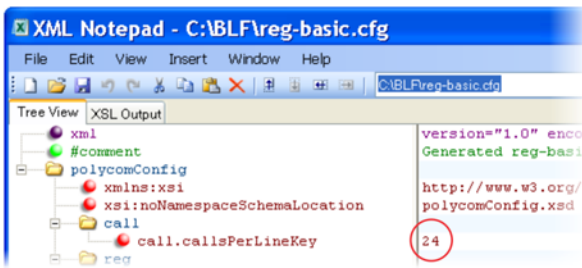 XML Notepad - C:\BLF\reg-basic.cfg
File Edit View Insert Window Help
C:\BLF\reg-basic.cfg
Tree View XSL Output
xml version="1.0" enco
#comment Generated reg-basi
polycomConfig
xmlns:xsi http://www.w3.org/
xsi:noNamespaceSchemaLocation polycomConfig.xsd
call
call.callsPerLineKey 24
reg